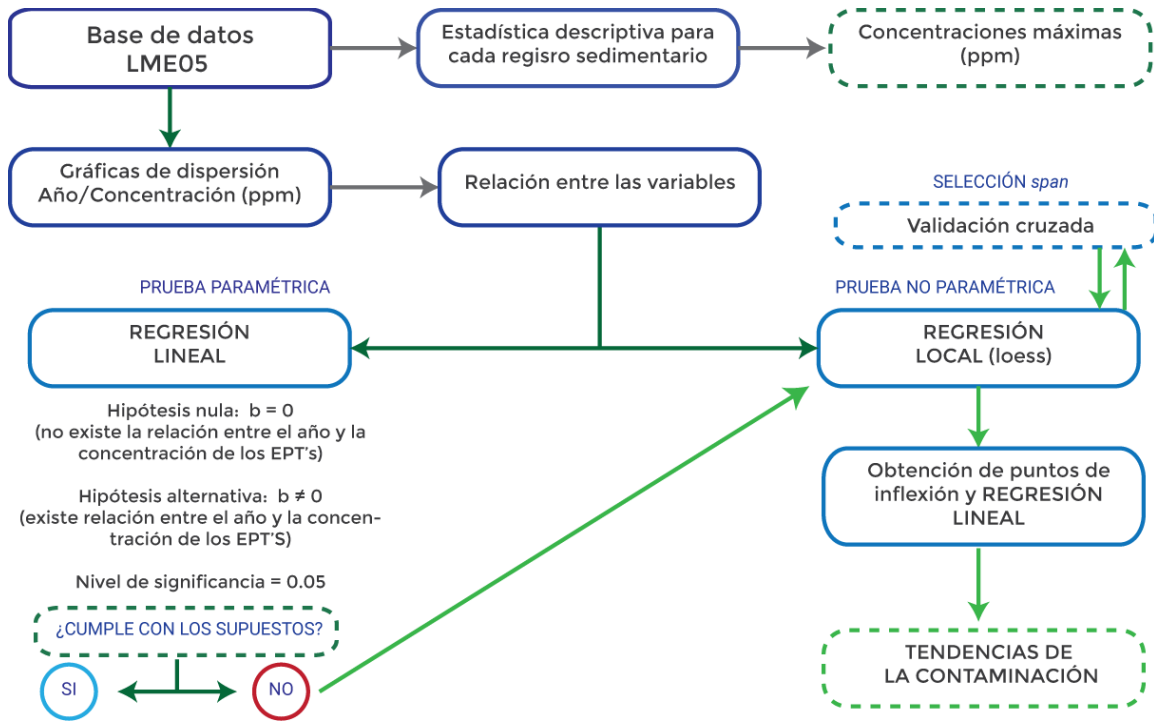 Base de datos
LME05
Estadística descriptiva para
cada regisro sedimentario
Concentraciones máximas
(ppm)
Gráficas de dispersión
Año/Concentración (ppm)
Relación entre las variables
SELECCIÓN span
Validación cruzada
PRUEBA PARAMÉTRICA
PRUEBA NO PARAMÉTRICA
REGRESIÓN
LINEAL
REGRESIÓN
LOCAL (loess)
Hipótesis nula: b = 0
(no existe la relación entre el año y la
concentración de los EPT's)
Hipótesis alternativa: b ≠ 0
(existe relación entre el año y la concen-
tración de los EPT'S)
Nivel de significancia = 0.05
Obtención de puntos de
inflexión y REGRESIÓN
LINEAL
¿CUMPLE CON LOS SUPUESTOS?
SI
NO
TENDENCIAS DE
LA CONTAMINACIÓN